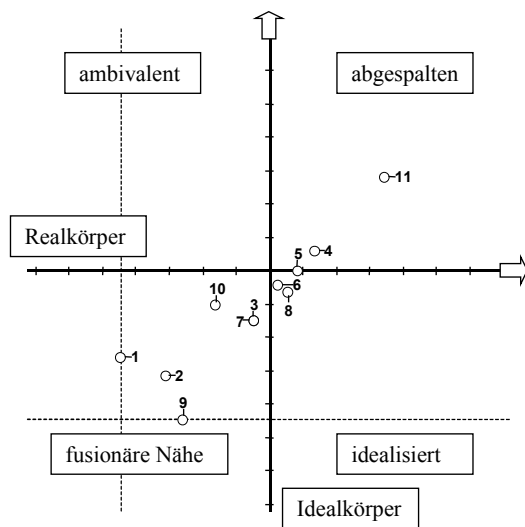 ambivalent
abgespalten
11
Realkörper
5
4
10
6
3
7
8
1
2
9
fusionäre Nähe
idealisiert
Idealkörper